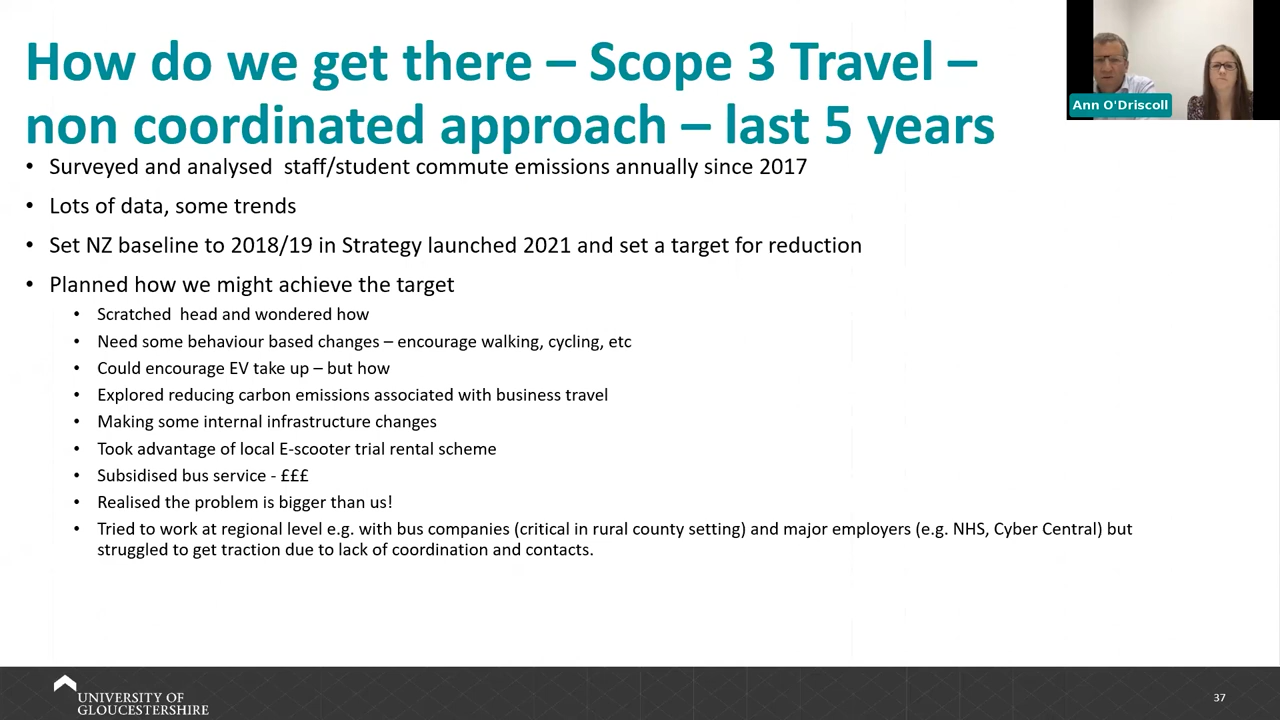 How do we get there – Scope 3 Travel –
non coordinated approach – last 5 years
Ann O'Driscoll
• Surveyed and analysed  staff/student commute emissions annually since 2017
• Lots of data, some trends
• Set NZ baseline to 2018/19 in Strategy launched 2021 and set a target for reduction
• Planned how we might achieve the target
• Scratched  head and wondered how
• Need some behaviour based changes – encourage walking, cycling, etc
• Could encourage EV take up – but how
• Explored reducing carbon emissions associated with business travel
• Making some internal infrastructure changes
• Took advantage of local E-scooter trial rental scheme
• Subsidised bus service - £££
• Realised the problem is bigger than us!
• Tried to work at regional level e.g. with bus companies (critical in rural county setting) and major employers (e.g. NHS, Cyber Central) but
struggled to get traction due to lack of coordination and contacts.
UNIVERSITY OF
GLOUCESTERSHIRE
37